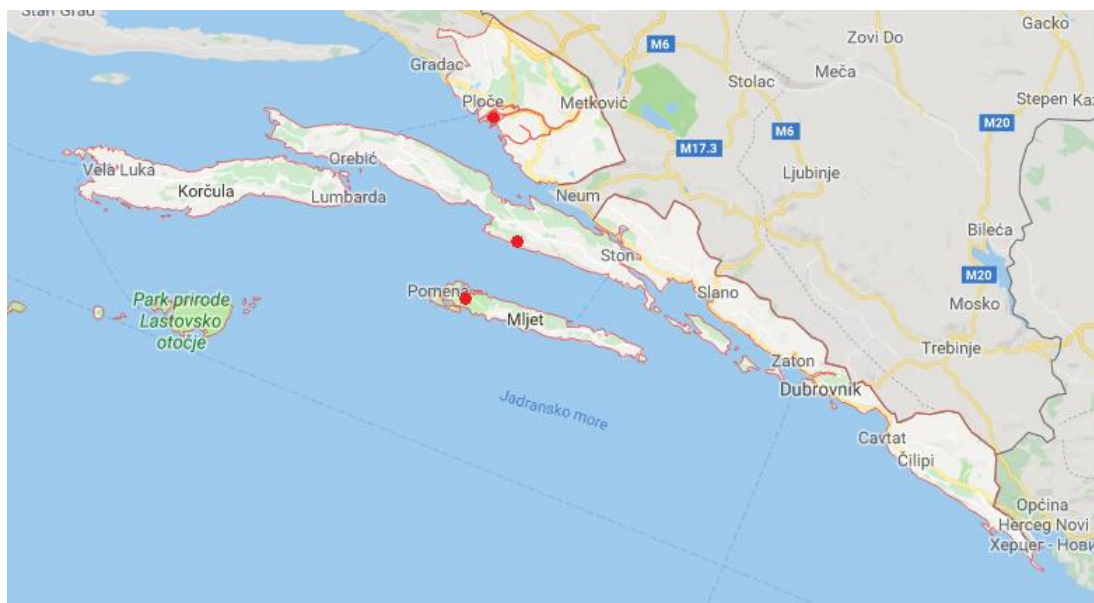 Stari Grad
Gacko
M6
Zovi Do
Gradac
Meča
Stolac
Ploče
Metković
Stepen Kaz
M20
M6
M17.3
Orebić
Vela Luka
Ljubinje
Korčula
Lumbarda
Neum
Bileća
Ston
M20
Pomena
Slano
Mosko
Park prirode
Lastovsko
otočje
Mljet
Trebinje
Zaton
Dubrovnik
Jadransko more
Cavtat
Čilipi
Općina
Herceg Novi
Херцег - Нови